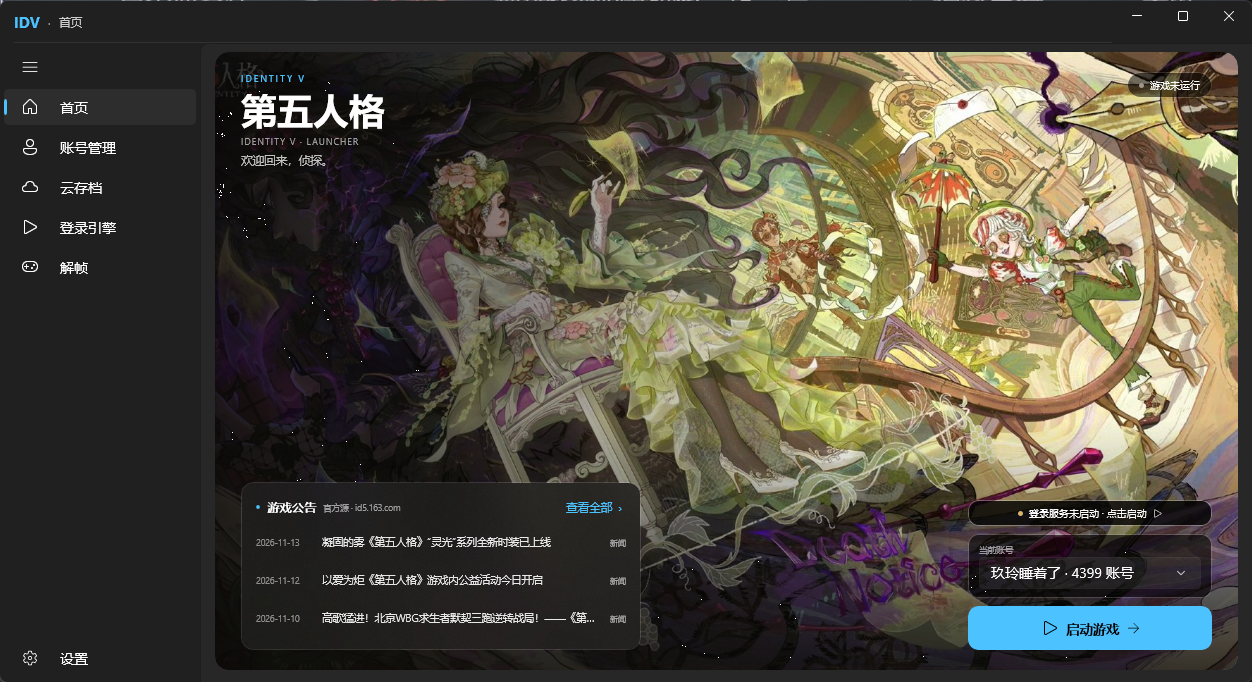 IDV · 首页
首页
账号管理
云存档
登录引擎
解帧
设置
IDENTITY V
第五人格
IDENTITY V · LAUNCHER
欢迎回来，侦探。
游戏未运行
Death Notice
游戏公告 官方源 · id5.163.com 查看全部 ›
2026-11-13 凝固的雾《第五人格》“灵光”系列全新时装已上线 新闻
2026-11-12 以爱为炬《第五人格》游戏内公益活动今日开启 新闻
2026-11-10 高歌猛进！北京WBG求生者默契三跑逆转战局！——《第... 新闻
登录服务未启动 · 点击启动
当前账号
玖玲睡着了 · 4399 账号
启动游戏